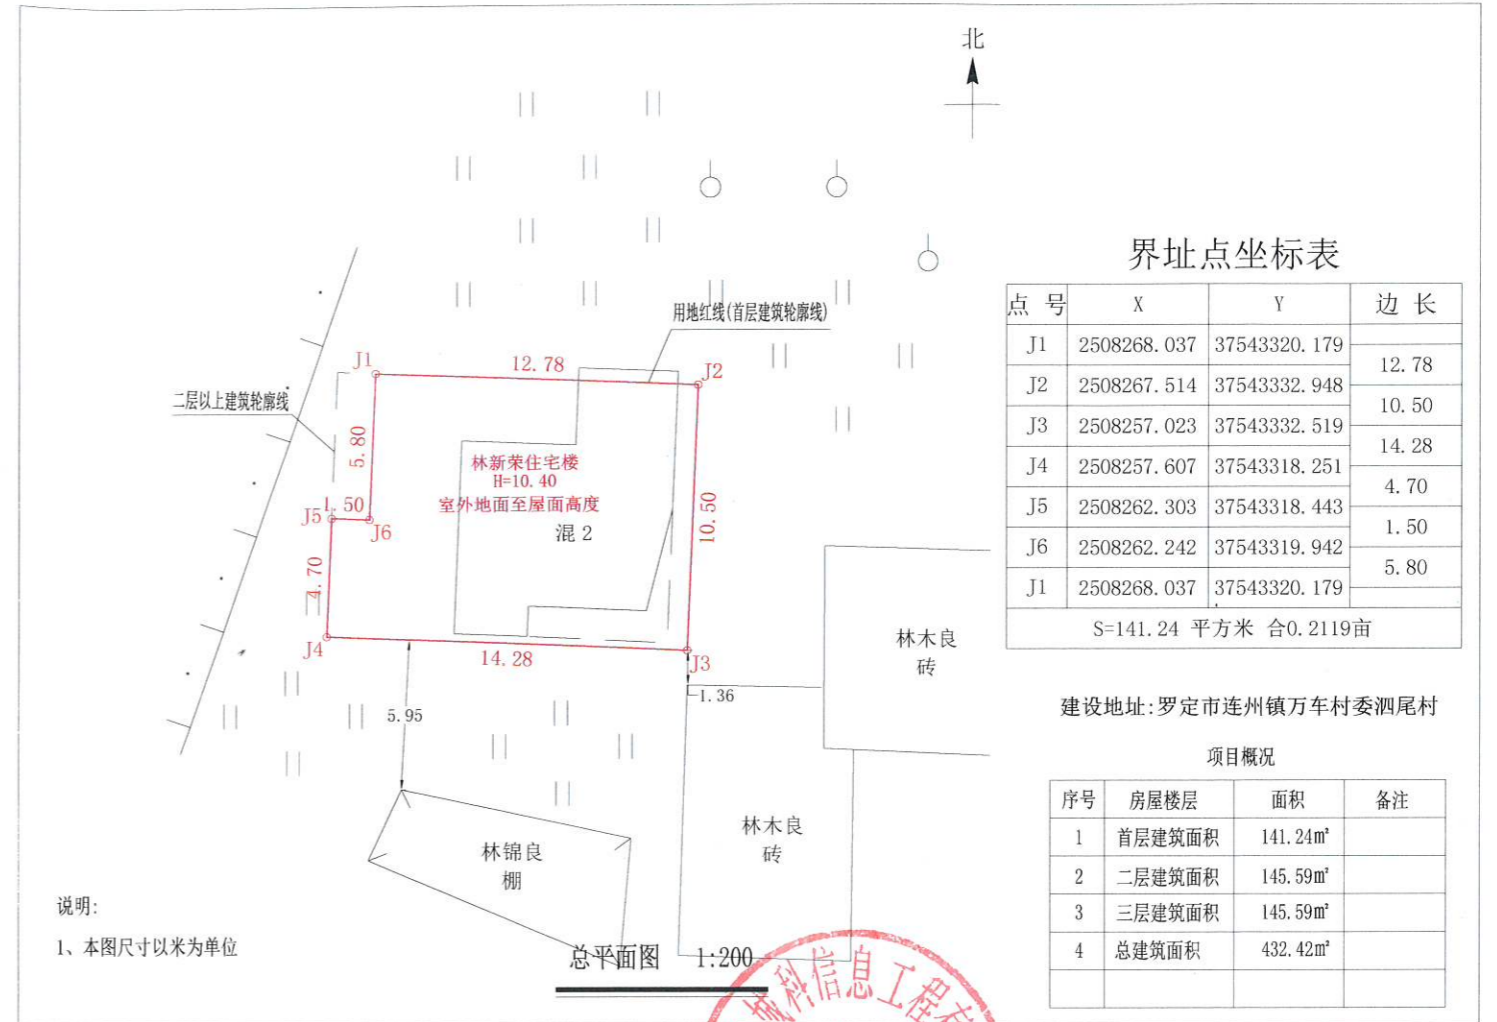 北
用地红线(首层建筑轮廓线)
界址点坐标表
点 号 X Y 边 长
J1 2508268.037 37543320.179
12.78
J2 2508267.514 37543332.948
10.50
J3 2508257.023 37543332.519
14.28
J4 2508257.607 37543318.251
4.70
J5 2508262.303 37543318.443
1.50
J6 2508262.242 37543319.942
5.80
J1 2508268.037 37543320.179
S=141.24 平方米 合0.2119亩
J1
12.78
J2
二层以上建筑轮廓线
5.80
林新荣住宅楼
H=10.40
室外地面至屋面高度
混 2
J5
1.50
J6
10.50
4.70
J4
14.28
J3
1.36
5.95
林木良
砖
林木良
砖
林锦良
棚
建设地址:罗定市连州镇万车村委泗尾村
项目概况
序号 房屋楼层 面积 备注
1 首层建筑面积 141.24㎡
2 二层建筑面积 145.59㎡
3 三层建筑面积 145.59㎡
4 总建筑面积 432.42㎡
说明:
1、本图尺寸以米为单位
总平面图 1:200
科信息工程有